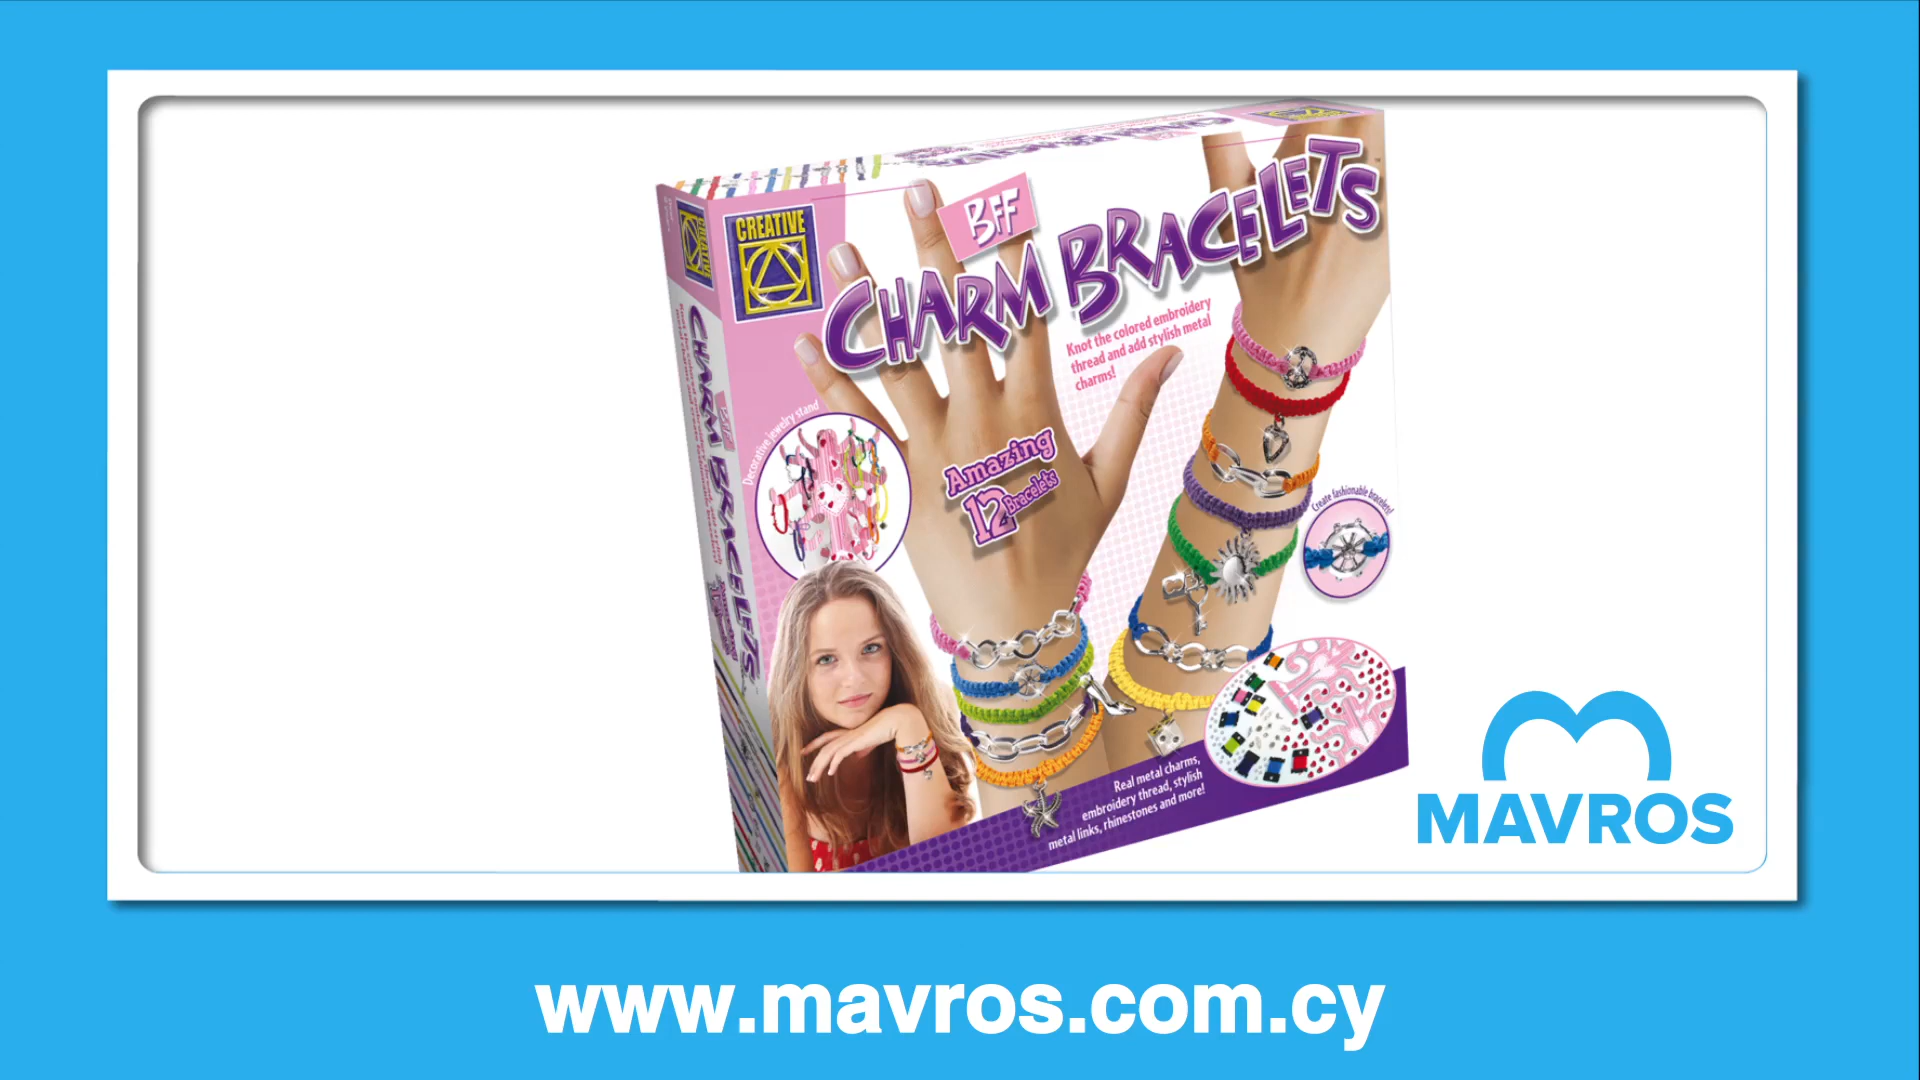 CREATIVE
BFF
CHARM BRACELETS
Knot the colored embroidery
thread and add stylish metal
charms!
Decorative jewelry stand
Amazing
12 Bracelets
Create fashionable bracelets!
Real metal charms,
embroidery thread, stylish
metal links, rhinestones and more!
CHARM BRACELETS
MAVROS
www.mavros.com.cy